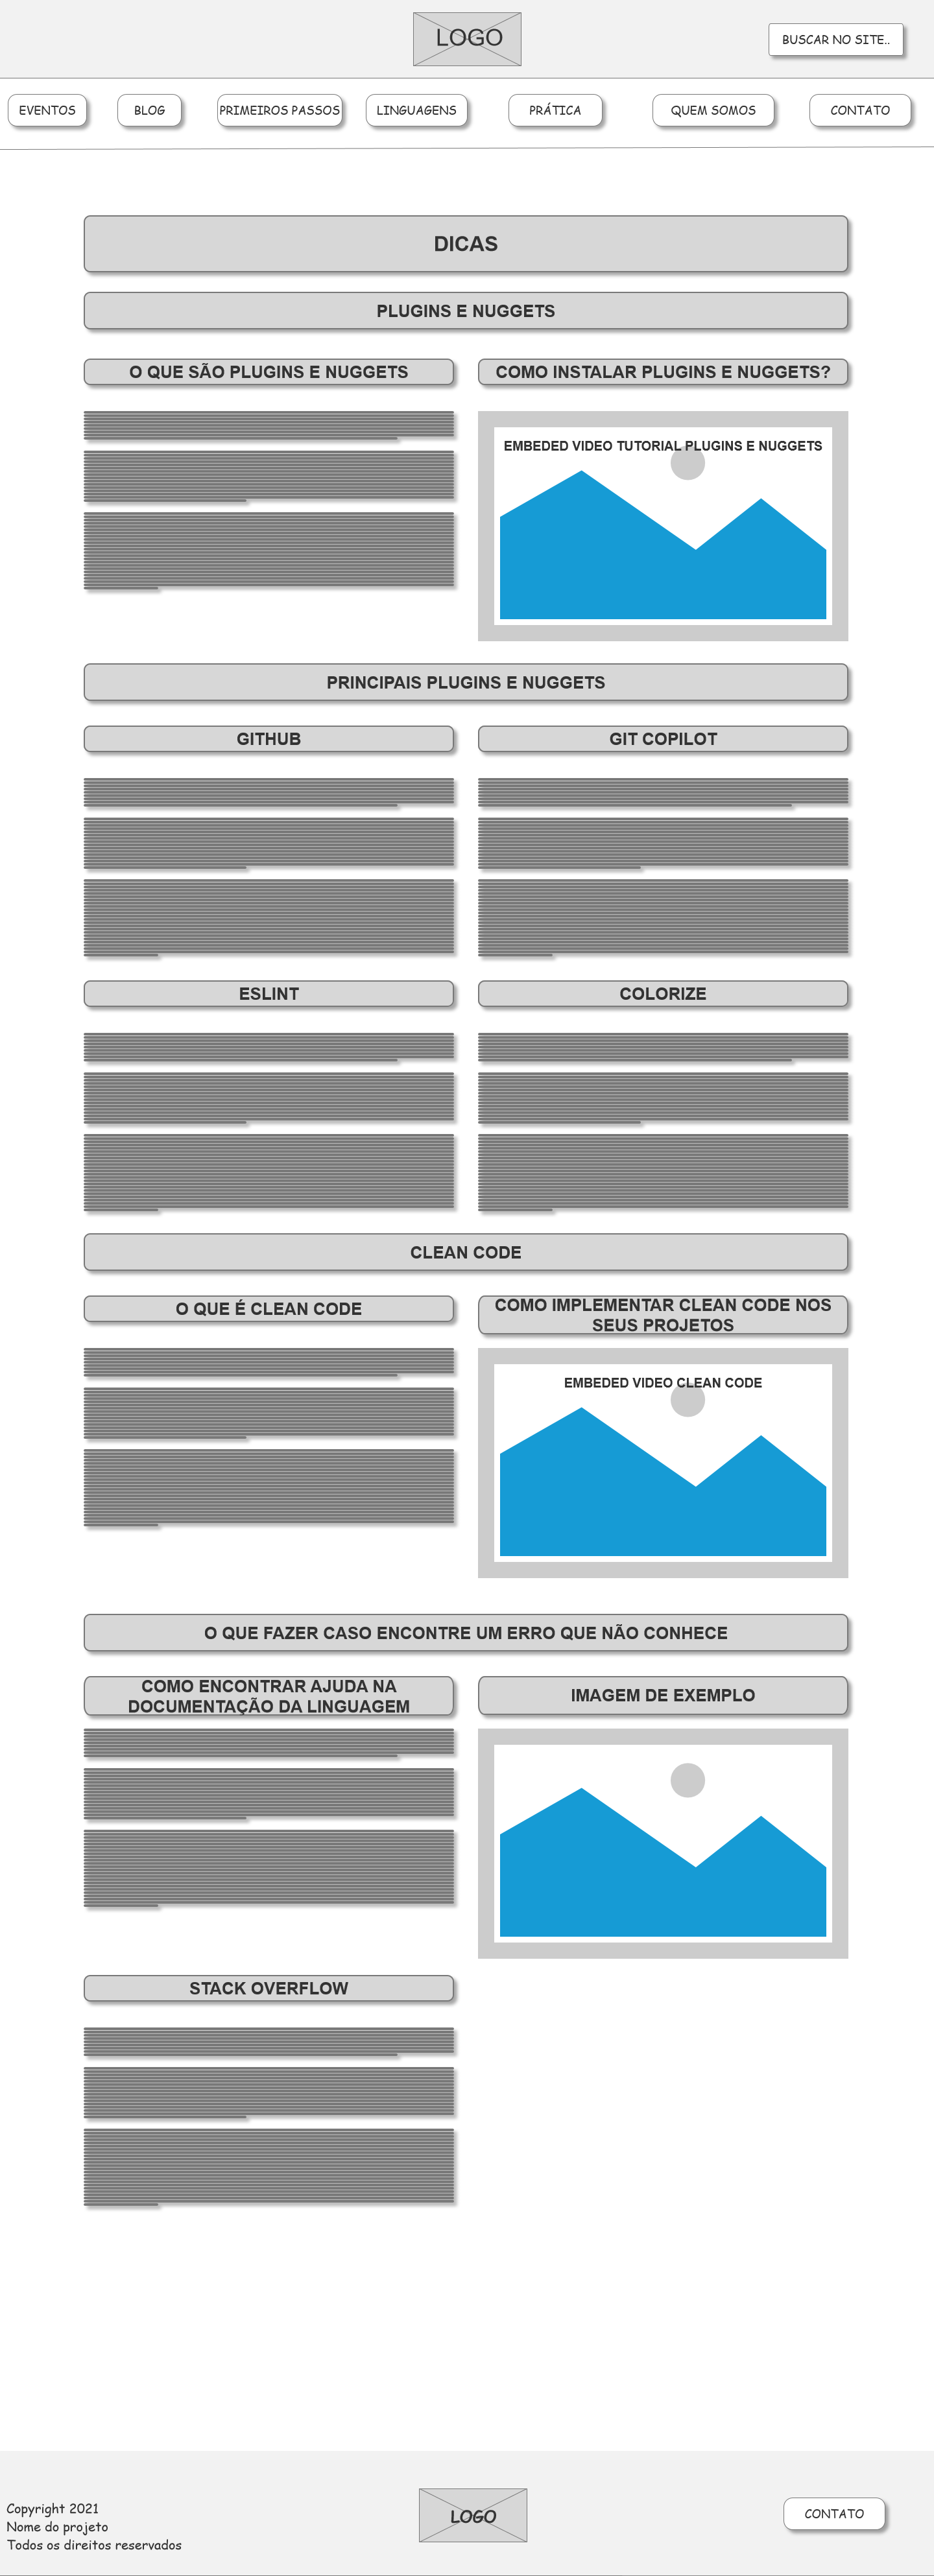 LOGO
BUSCAR NO SITE..
EVENTOS
BLOG
PRIMEIROS PASSOS
LINGUAGENS
PRÁTICA
QUEM SOMOS
CONTATO
DICAS
PLUGINS E NUGGETS
O QUE SÃO PLUGINS E NUGGETS
COMO INSTALAR PLUGINS E NUGGETS?
EMBEDED VIDEO TUTORIAL PLUGINS E NUGGETS
PRINCIPAIS PLUGINS E NUGGETS
GITHUB
GIT COPILOT
ESLINT
COLORIZE
CLEAN CODE
O QUE É CLEAN CODE
COMO IMPLEMENTAR CLEAN CODE NOS
SEUS PROJETOS
EMBEDED VIDEO CLEAN CODE
O QUE FAZER CASO ENCONTRE UM ERRO QUE NÃO CONHECE
COMO ENCONTRAR AJUDA NA
DOCUMENTAÇÃO DA LINGUAGEM
IMAGEM DE EXEMPLO
STACK OVERFLOW
Copyright 2021
Nome do projeto
Todos os direitos reservados
LOGO
CONTATO